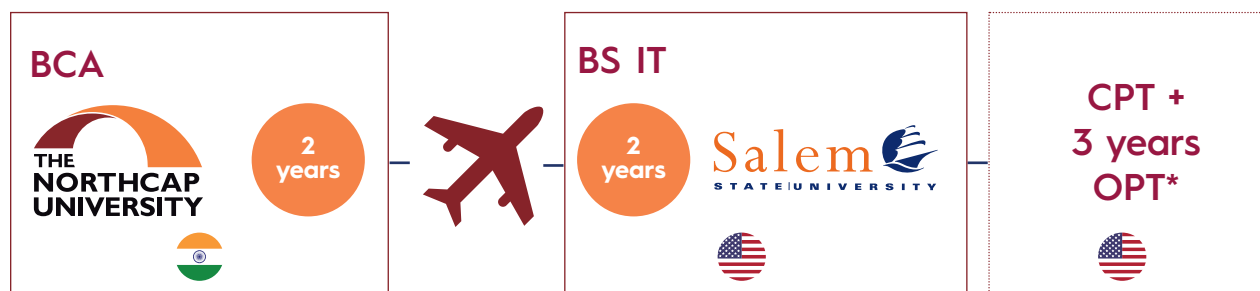 BCA
THE
NORTHCAP
UNIVERSITY
2
years
BS IT
2
years
Salem
STATE|UNIVERSITY
CPT +
3 years
OPT*